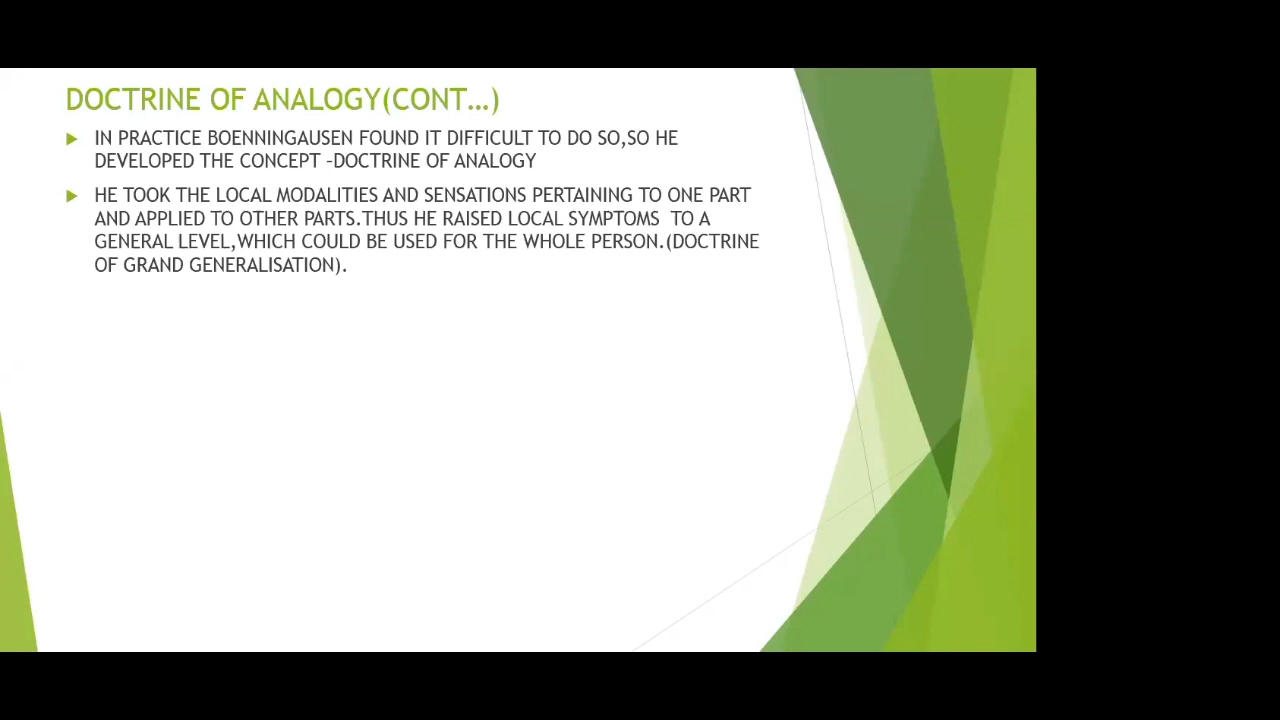 DOCTRINE OF ANALOGY(CONT...)
IN PRACTICE BOENNINGAUSEN FOUND IT DIFFICULT TO DO SO,SO HE
DEVELOPED THE CONCEPT –DOCTRINE OF ANALOGY
HE TOOK THE LOCAL MODALITIES AND SENSATIONS PERTAINING TO ONE PART
AND APPLIED TO OTHER PARTS.THUS HE RAISED LOCAL SYMPTOMS TO A
GENERAL LEVEL,WHICH COULD BE USED FOR THE WHOLE PERSON.(DOCTRINE
OF GRAND GENERALISATION).